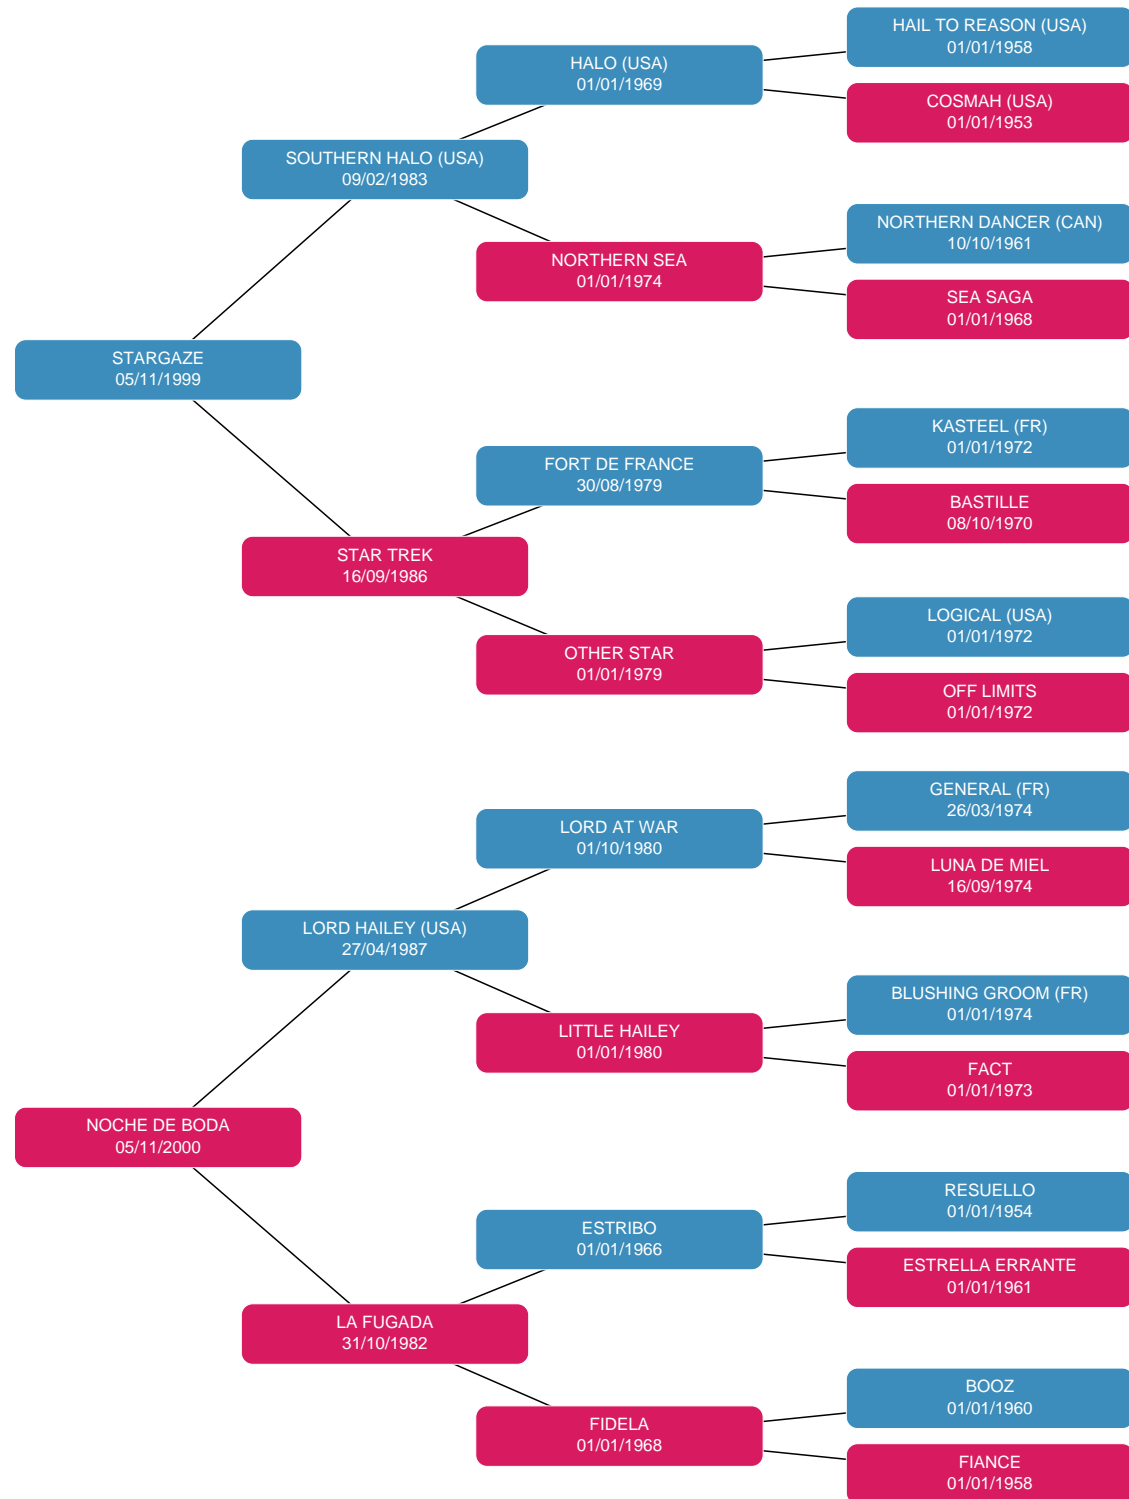 HAIL TO REASON (USA)
01/01/1958
HALO (USA)
01/01/1969
COSMAH (USA)
01/01/1953
SOUTHERN HALO (USA)
09/02/1983
NORTHERN DANCER (CAN)
10/10/1961
NORTHERN SEA
01/01/1974
SEA SAGA
01/01/1968
STARGAZE
05/11/1999
KASTEEL (FR)
01/01/1972
FORT DE FRANCE
30/08/1979
BASTILLE
08/10/1970
STAR TREK
16/09/1986
LOGICAL (USA)
01/01/1972
OTHER STAR
01/01/1979
OFF LIMITS
01/01/1972
GENERAL (FR)
26/03/1974
LORD AT WAR
01/10/1980
LUNA DE MIEL
16/09/1974
LORD HAILEY (USA)
27/04/1987
BLUSHING GROOM (FR)
01/01/1974
LITTLE HAILEY
01/01/1980
FACT
01/01/1973
NOCHE DE BODA
05/11/2000
RESUELLO
01/01/1954
ESTRIBO
01/01/1966
ESTRELLA ERRANTE
01/01/1961
LA FUGADA
31/10/1982
BOOZ
01/01/1960
FIDELA
01/01/1968
FIANCE
01/01/1958